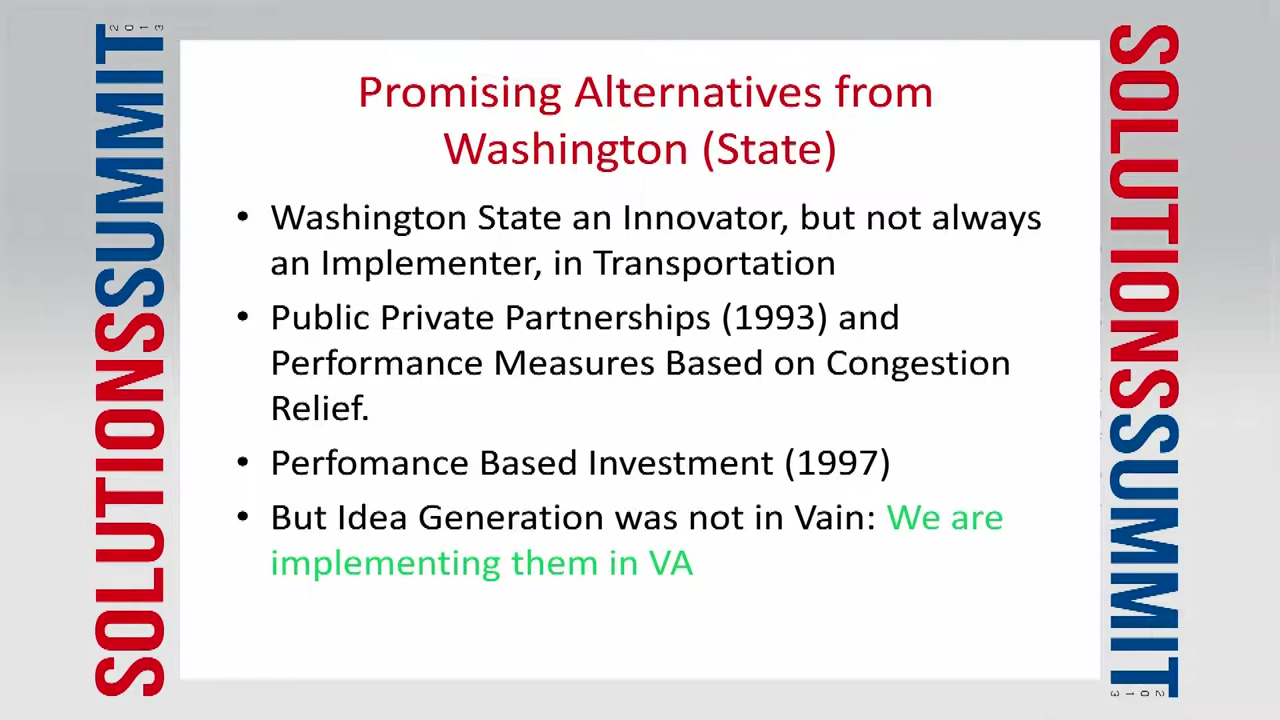 SOLUTIONSSUMMIT
2013
Promising Alternatives from
Washington (State)
• Washington State an Innovator, but not always
an Implementer, in Transportation
• Public Private Partnerships (1993) and
Performance Measures Based on Congestion
Relief.
• Perfomance Based Investment (1997)
• But Idea Generation was not in Vain: We are
implementing them in VA
SOLUTIONSSUMMIT
2013